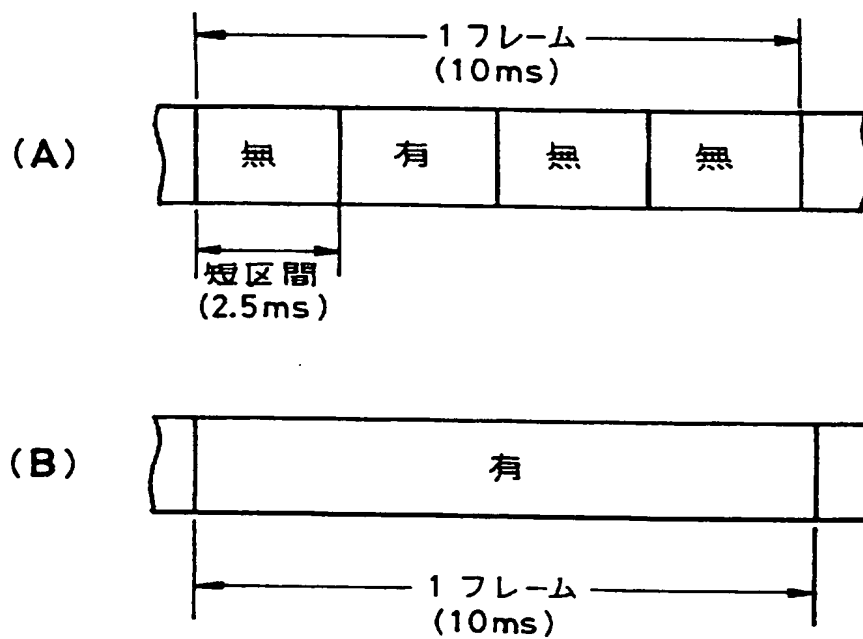 1 フレーム
(10ms)
(A) 無 有 無 無
短区間
(2.5ms)
(B) 有
1 フレーム
(10ms)